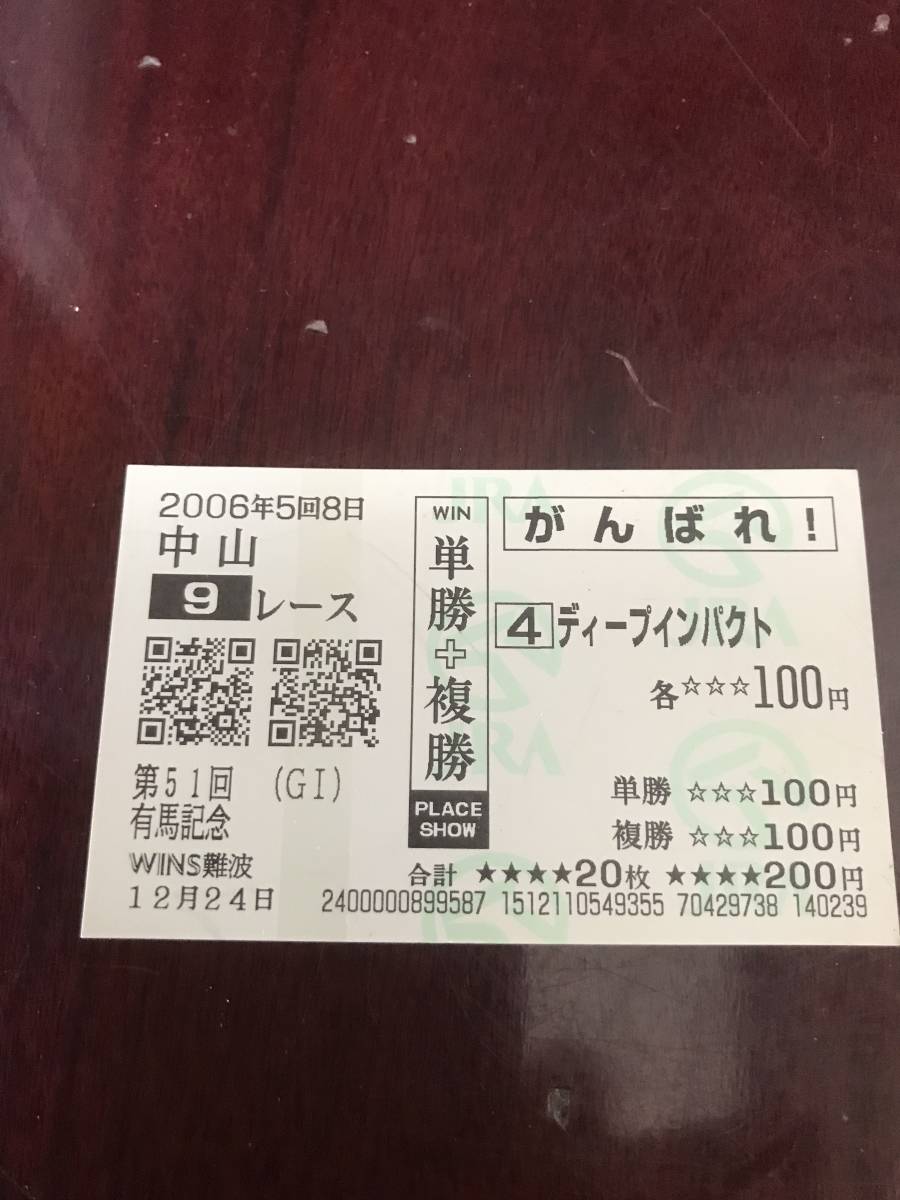 2006年5回8日
中山
9レース
第51回 (GI)
有馬記念
WINS難波
12月24日
WIN
単勝+複勝
PLACE
SHOW
がんばれ!
4ディープインパクト
各☆☆☆100円
単勝 ☆☆☆100円
複勝 ☆☆☆100円
合計 ★★★★20枚 ★★★★200円
2400000899587 1512110549355 70429738 140239
JRA
JRA